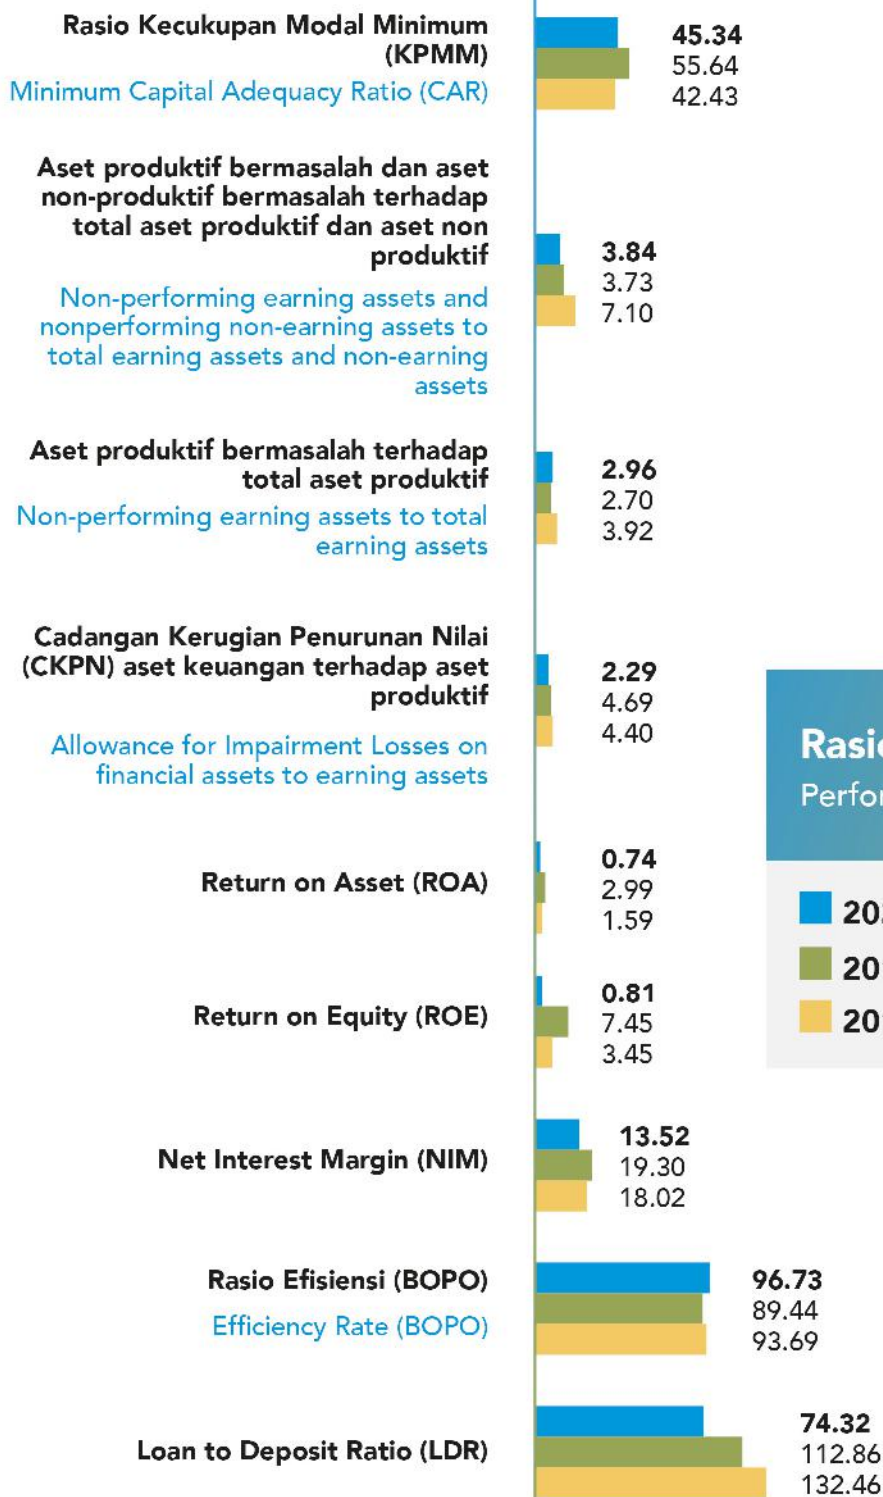 Rasio Kecukupan Modal Minimum
(KPMM)
Minimum Capital Adequacy Ratio (CAR)
45.34
55.64
42.43
Aset produktif bermasalah dan aset
non-produktif bermasalah terhadap
total aset produktif dan aset non
produktif
Non-performing earning assets and
nonperforming non-earning assets to
total earning assets and non-earning
assets
3.84
3.73
7.10
Aset produktif bermasalah terhadap
total aset produktif
Non-performing earning assets to total
earning assets
2.96
2.70
3.92
Cadangan Kerugian Penurunan Nilai
(CKPN) aset keuangan terhadap aset
produktif
Allowance for Impairment Losses on
financial assets to earning assets
2.29
4.69
4.40
Return on Asset (ROA)
0.74
2.99
1.59
Return on Equity (ROE)
0.81
7.45
3.45
Net Interest Margin (NIM)
13.52
19.30
18.02
Rasio Efisiensi (BOPO)
Efficiency Rate (BOPO)
96.73
89.44
93.69
Loan to Deposit Ratio (LDR)
74.32
112.86
132.46